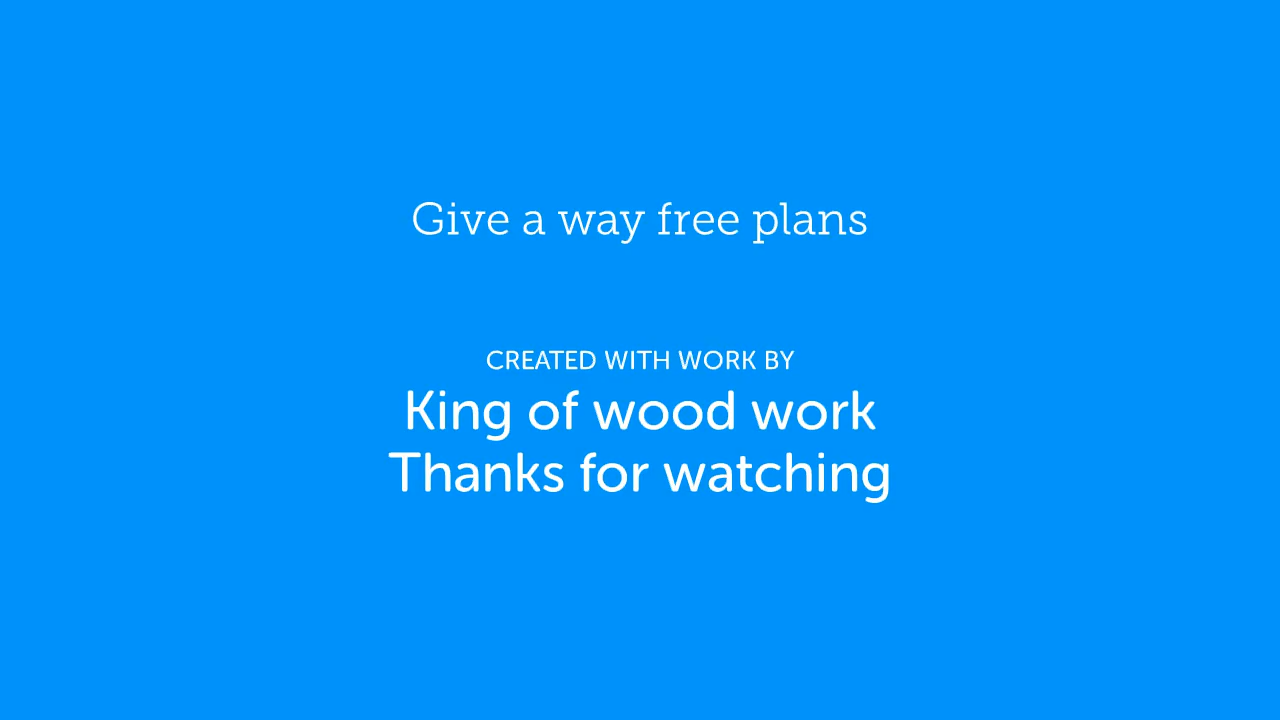 Give a way free plans
CREATED WITH WORK BY
King of wood work
Thanks for watching